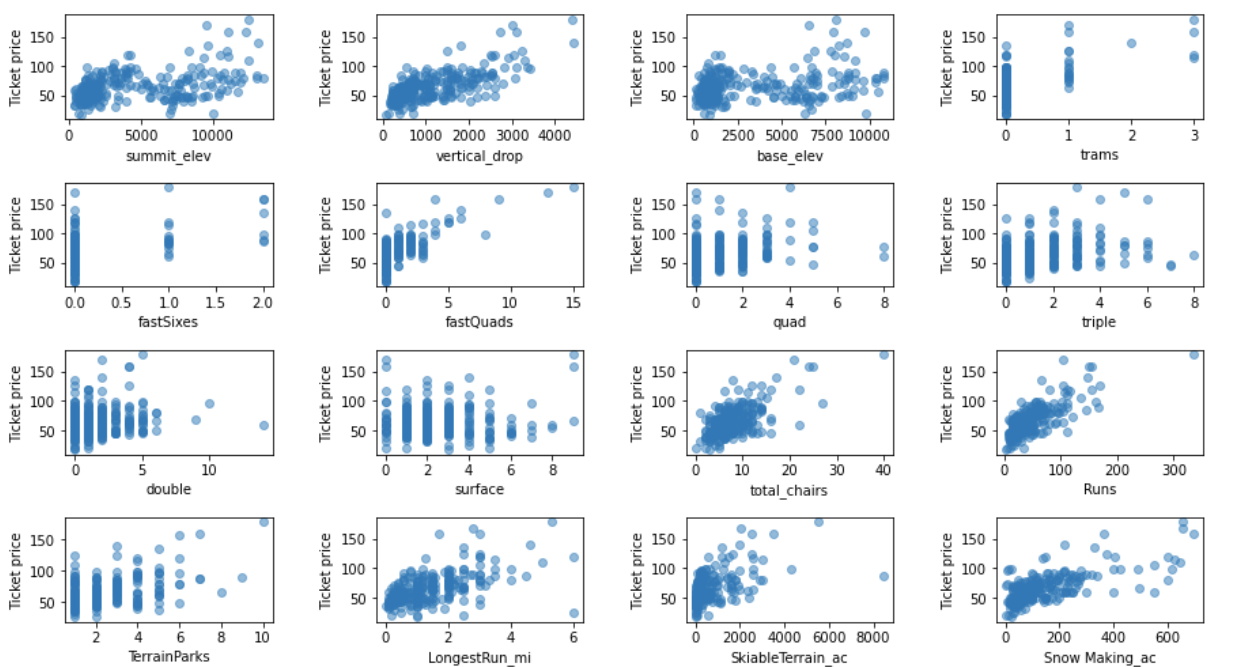 Ticket price
150
100
50
0 5000 10000
summit_elev
Ticket price
150
100
50
0 1000 2000 3000 4000
vertical_drop
Ticket price
150
100
50
0 2500 5000 7500 10000
base_elev
Ticket price
150
100
50
0 1 2 3
trams
Ticket price
150
100
50
0.0 0.5 1.0 1.5 2.0
fastSixes
Ticket price
150
100
50
0 5 10 15
fastQuads
Ticket price
150
100
50
0 2 4 6 8
quad
Ticket price
150
100
50
0 2 4 6 8
triple
Ticket price
150
100
50
0 5 10
double
Ticket price
150
100
50
0 2 4 6 8
surface
Ticket price
150
100
50
0 10 20 30 40
total_chairs
Ticket price
150
100
50
0 100 200 300
Runs
Ticket price
150
100
50
2 4 6 8 10
TerrainParks
Ticket price
150
100
50
0 2 4 6
LongestRun_mi
Ticket price
150
100
50
0 2000 4000 6000 8000
SkiableTerrain_ac
Ticket price
150
100
50
0 200 400 600
Snow Making_ac